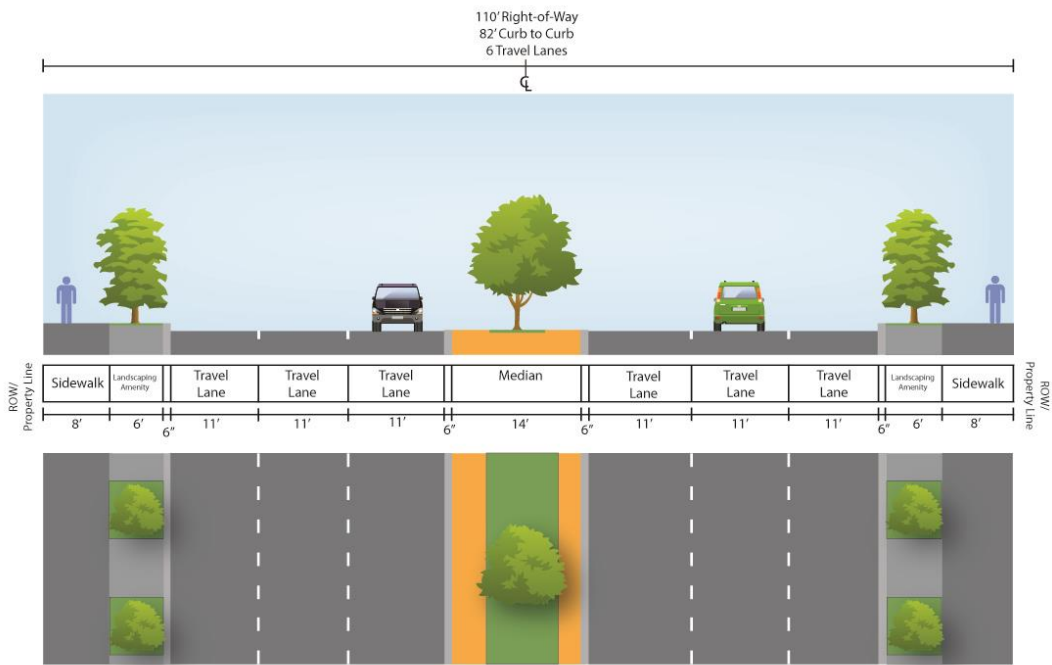 110' Right-of-Way
82' Curb to Curb
6 Travel Lanes
℄
ROW/
Property Line
Sidewalk
Landscaping
Amenity
Travel
Lane
Travel
Lane
Travel
Lane
Median
Travel
Lane
Travel
Lane
Travel
Lane
Landscaping
Amenity
Sidewalk
ROW/
Property Line
8' 6' 6" 11' 11' 11' 6" 14' 6" 11' 11' 11' 6" 6' 8'